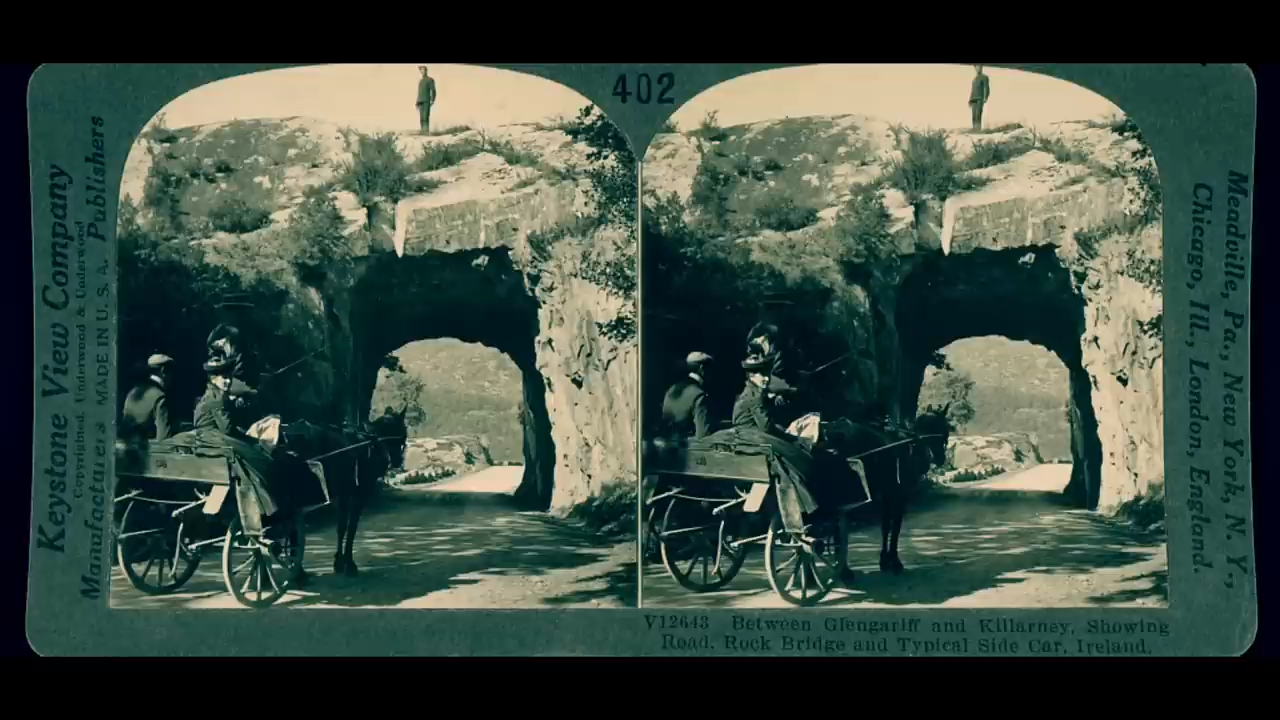 402
Keystone View Company
Copyrighted, Underwood & Underwood
Manufacturers MADE IN U.S.A. Publishers
Meadville, Pa., New York, N. Y.,
Chicago, Ill., London, England.
V12643 Between Glengariff and Killarney, Showing
Road, Rock Bridge and Typical Side Car, Ireland.